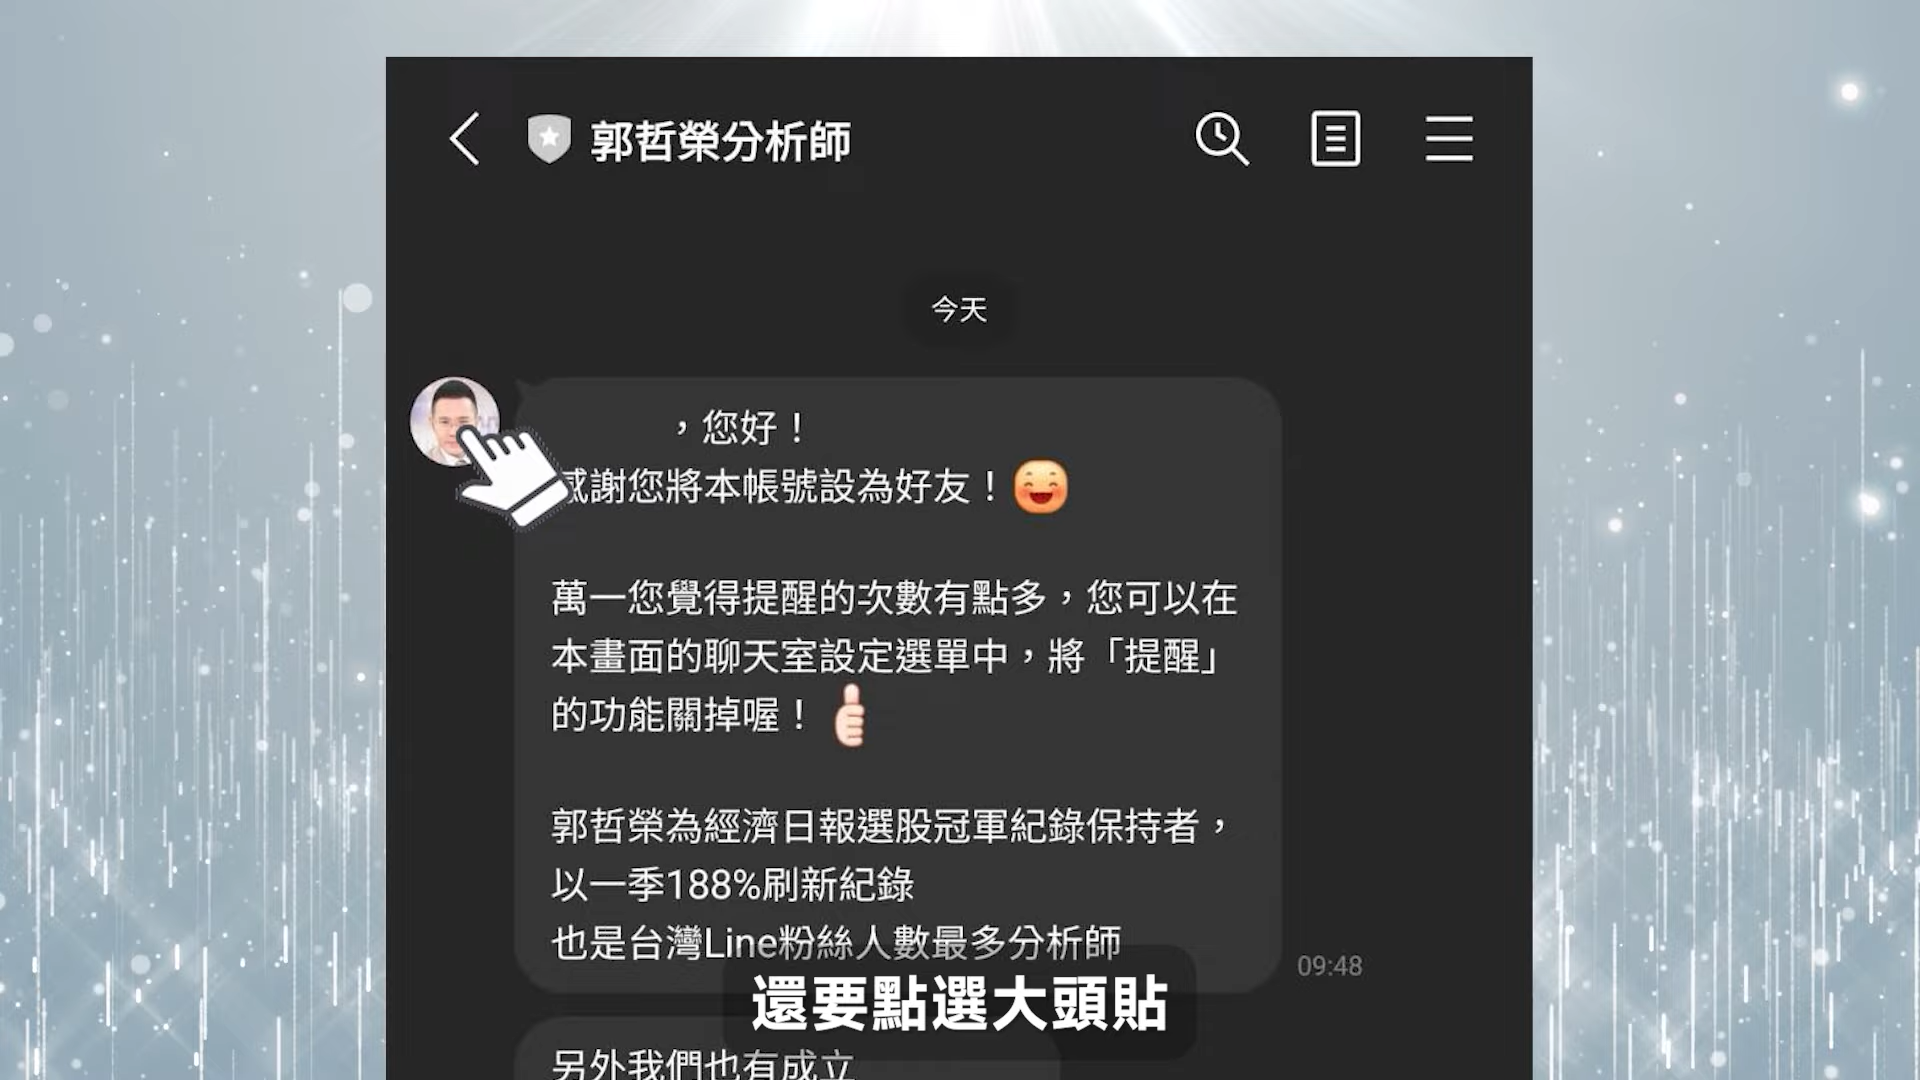 郭哲榮分析師
今天
，您好！
感謝您將本帳號設為好友！
萬一您覺得提醒的次數有點多，您可以在
本畫面的聊天室設定選單中，將「提醒」
的功能關掉喔！
郭哲榮為經濟日報選股冠軍紀錄保持者，
以一季188%刷新紀錄
也是台灣Line粉絲人數最多分析師
09:48
還要點選大頭貼
另外我們也有成立